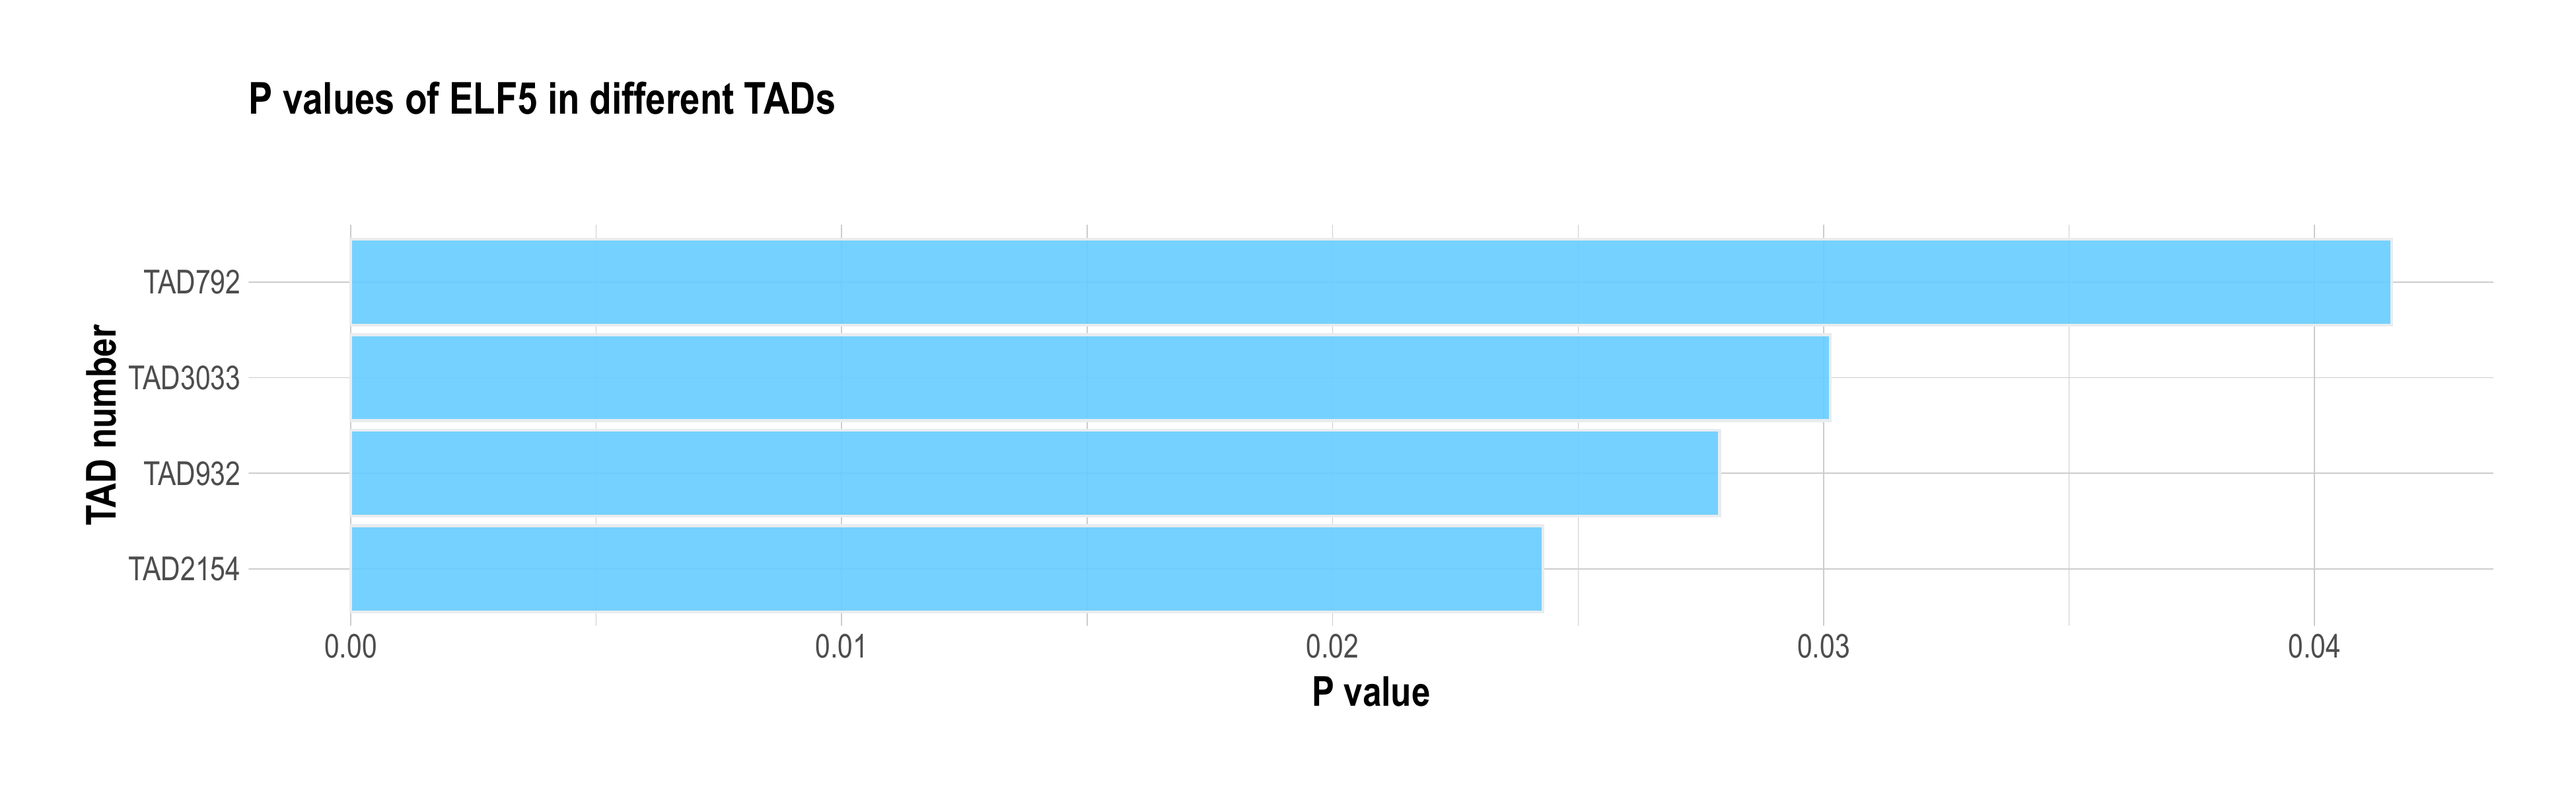 P values of ELF5 in different TADs
TAD number
TAD792
TAD3033
TAD932
TAD2154
0.00 0.01 0.02 0.03 0.04
P value